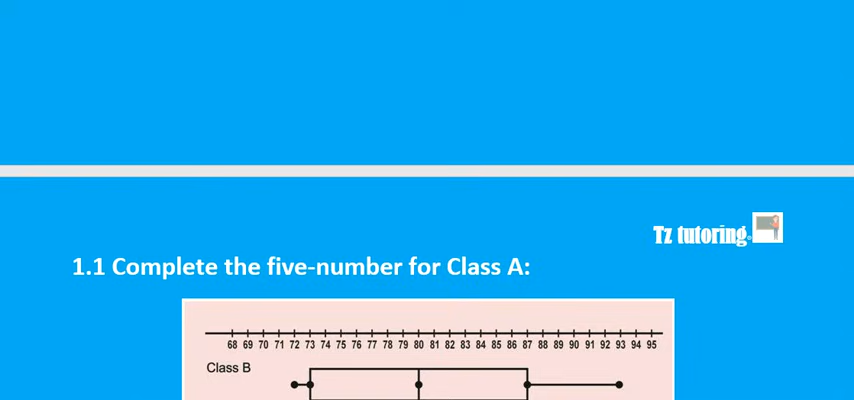 Tz tutoring.
1.1 Complete the five-number for Class A:
68 69 70 71 72 73 74 75 76 77 78 79 80 81 82 83 84 85 86 87 88 89 90 91 92 93 94 95
Class B